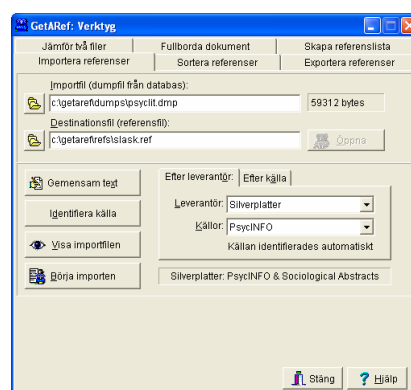 GetARef: Verktyg
Jämför två filer
Fullborda dokument
Skapa referenslista
Importera referenser
Sortera referenser
Exportera referenser
Importfil (dumpfil från databas):
c:\getaref\dumps\psyclit.dmp
59312 bytes
Destinationsfil (referensfil):
c:\getaref\refs\slask.ref
Öppna
Gemensam text
Identifiera källa
Visa importfilen
Börja importen
Efter leverantör:
Efter källa
Leverantör: Silverplatter
Källor: PsycINFO
Källan identifierades automatiskt
Silverplatter: PsycINFO & Sociological Abstracts
Stäng
Hjälp